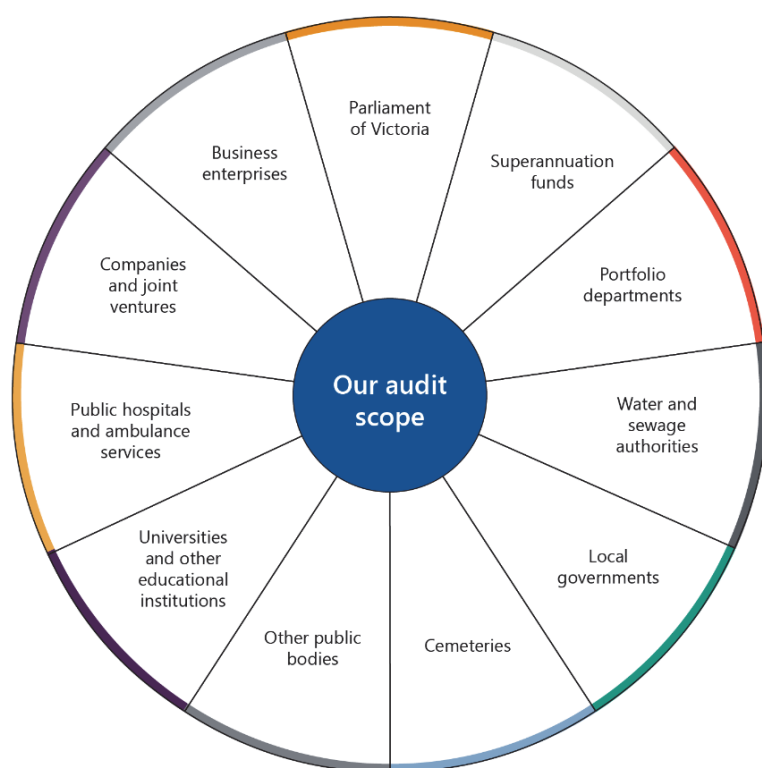 Parliament
of Victoria
Superannuation
funds
Portfolio
departments
Water and
sewage
authorities
Local
governments
Cemeteries
Other public
bodies
Universities
and other
educational
institutions
Public hospitals
and ambulance
services
Companies
and joint
ventures
Business
enterprises
Our audit
scope